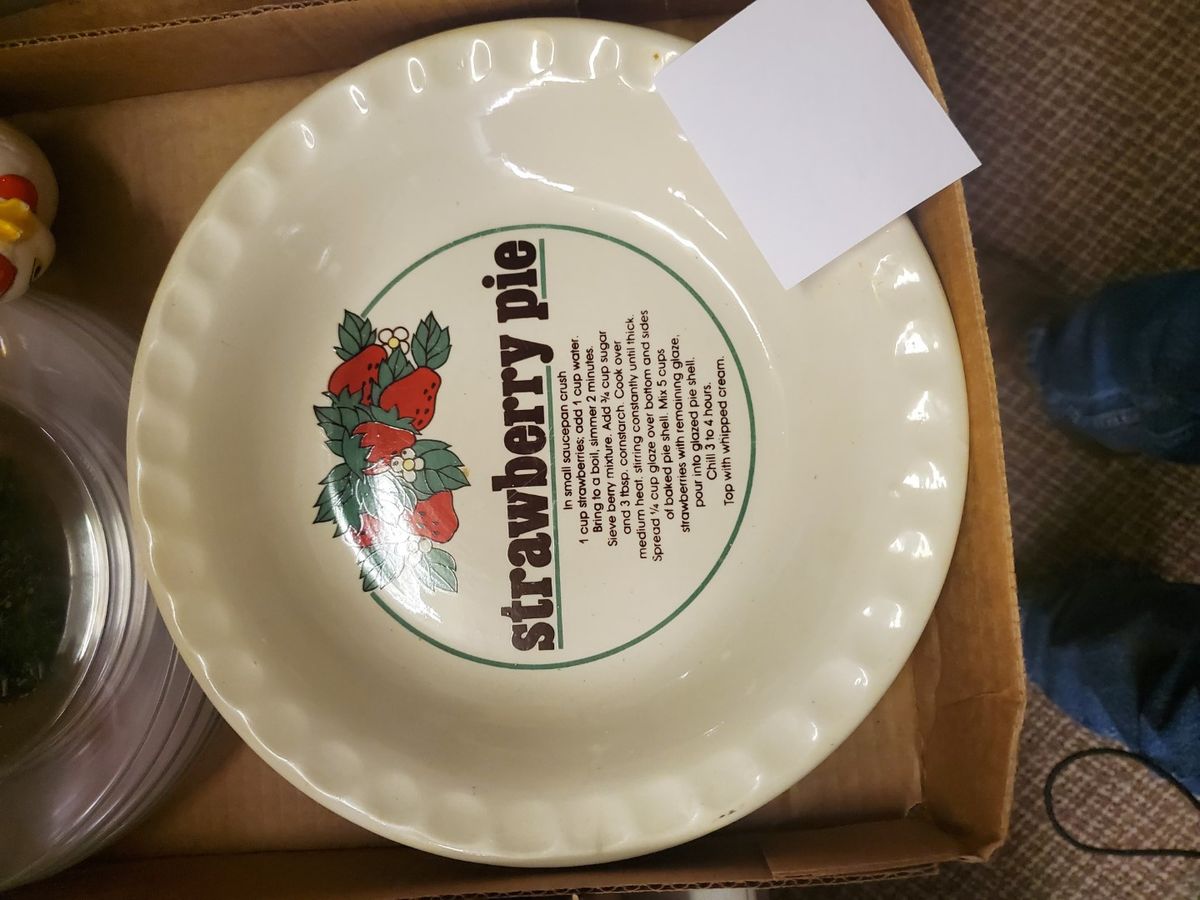 strawberry pie
In small saucepan crush
1 cup strawberries; add 1 cup water.
Bring to a boil, simmer 2 minutes.
Sieve berry mixture. Add ¾ cup sugar
and 3 tbsp. cornstarch. Cook over
medium heat, stirring constantly until thick.
Spread ¼ cup glaze over bottom and sides
of baked pie shell. Mix 5 cups
strawberries with remaining glaze,
pour into glazed pie shell.
Chill 3 to 4 hours.
Top with whipped cream.